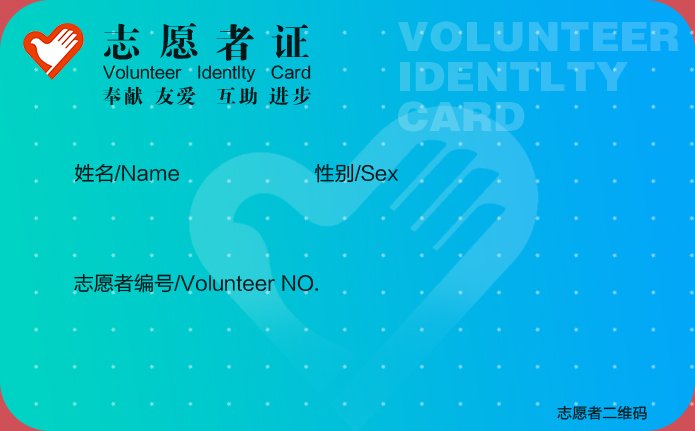 志愿者证
Volunteer Identlty Card
奉献 友爱 互助 进步
VOLUNTEER
IDENTLTY
CARD
姓名/Name
性别/Sex
志愿者编号/Volunteer NO.
志愿者二维码